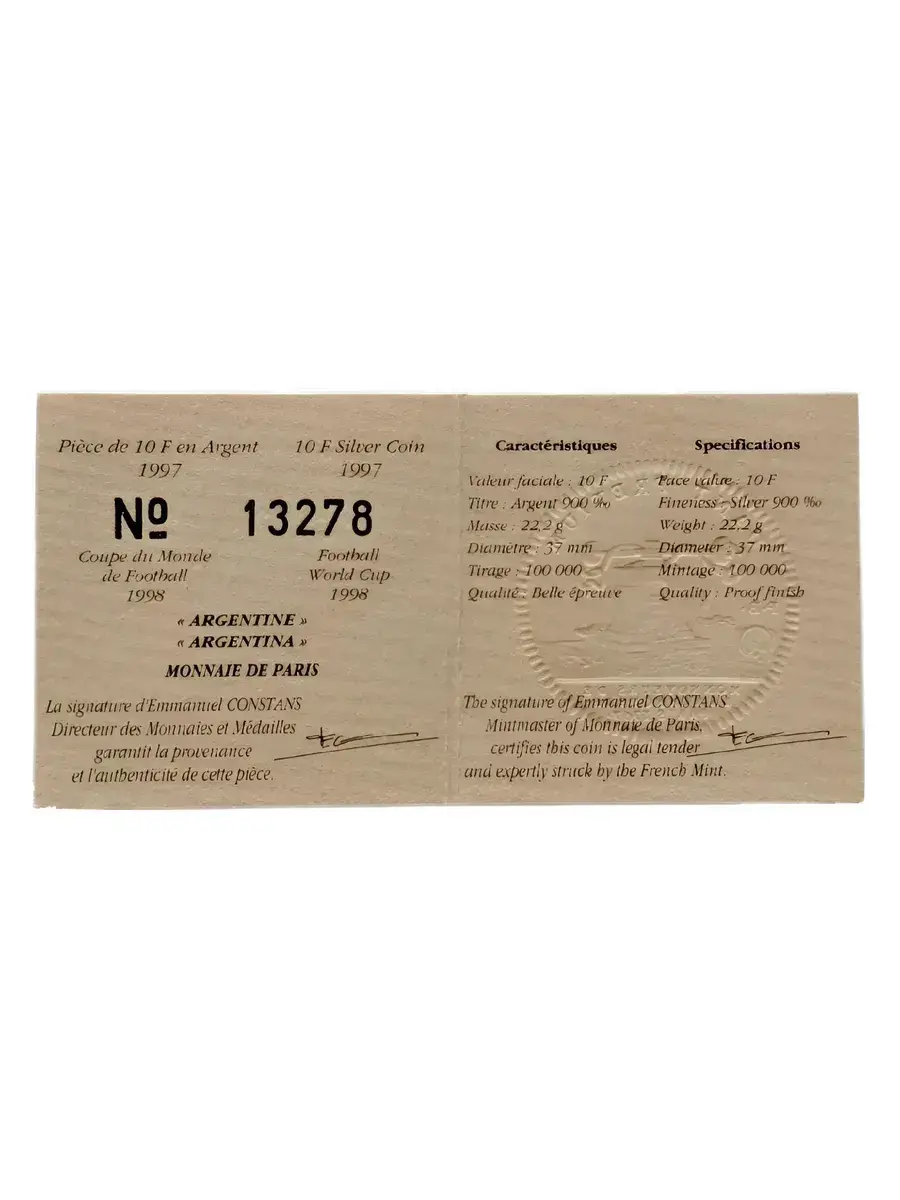 Pièce de 10 F en Argent
1997
10 F Silver Coin
1997
Nº 13278
Coupe du Monde
de Football
1998
Football
World Cup
1998
« ARGENTINE »
« ARGENTINA »
MONNAIE DE PARIS
La signature d'Emmanuel CONSTANS
Directeur des Monnaies et Médailles
garantit la provenance
et l'authenticité de cette pièce.
Caractéristiques
Valeur faciale : 10 F
Titre : Argent 900 ‰
Masse : 22,2 g
Diamètre : 37 mm
Tirage : 100 000
Qualité : Belle épreuve
Specifications
Face value : 10 F
Fineness : Silver 900 ‰
Weight : 22,2 g
Diameter : 37 mm
Mintage : 100 000
Quality : Proof finish
The signature of Emmanuel CONSTANS
Mintmaster of Monnaie de Paris,
certifies this coin is legal tender
and expertly struck by the French Mint.